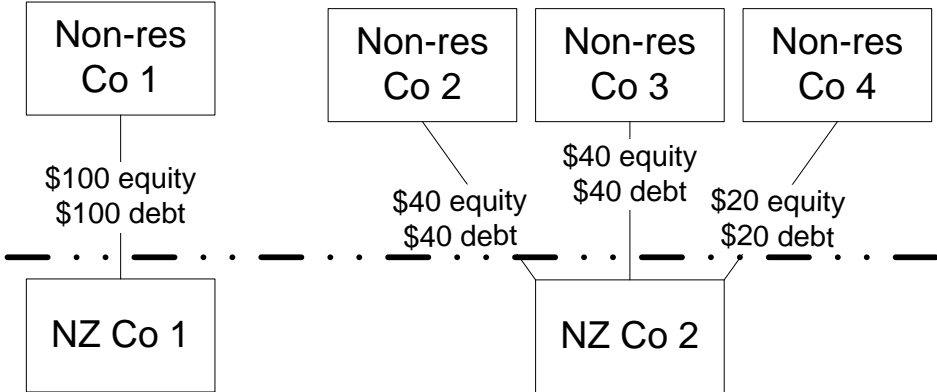 Non-res
Co 1
Non-res
Co 2
Non-res
Co 3
Non-res
Co 4
$100 equity
$100 debt
$40 equity
$40 debt
$40 equity
$40 debt
$20 equity
$20 debt
NZ Co 1
NZ Co 2